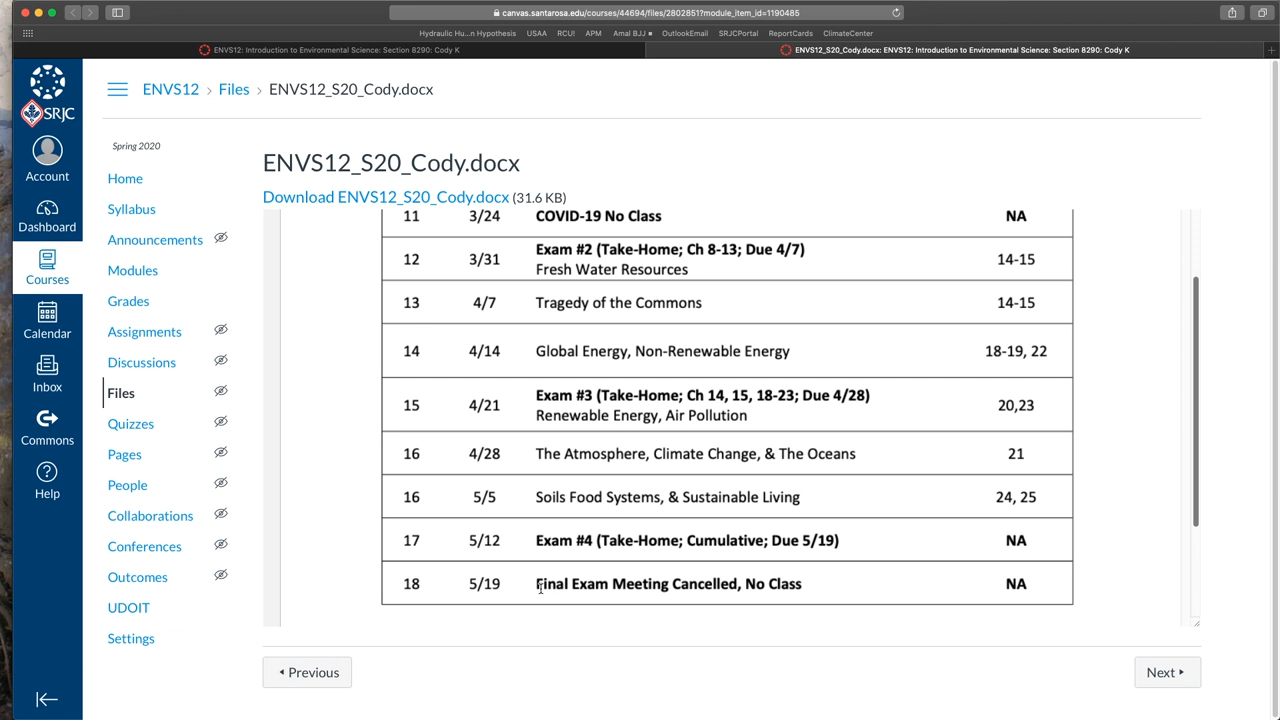 canvas.santarosa.edu/courses/44694/files/2802851?module_item_id=1190485
Hydraulic Hu...n Hypothesis USAA RCU! APM Amal BJJ OutlookEmail SRJCPortal ReportCards ClimateCenter
ENVS12: Introduction to Environmental Science: Section 8290: Cody K
ENVS12_S20_Cody.docx: ENVS12: Introduction to Environmental Science: Section 8290: Cody K
SRJC
Account
Dashboard
Courses
Calendar
Inbox
Commons
Help
ENVS12 > Files > ENVS12_S20_Cody.docx
Spring 2020
Home
Syllabus
Announcements
Modules
Grades
Assignments
Discussions
Files
Quizzes
Pages
People
Collaborations
Conferences
Outcomes
UDOIT
Settings
ENVS12_S20_Cody.docx
Download ENVS12_S20_Cody.docx (31.6 KB)
11 3/24 COVID-19 No Class NA
12 3/31 Exam #2 (Take-Home; Ch 8-13; Due 4/7)
Fresh Water Resources 14-15
13 4/7 Tragedy of the Commons 14-15
14 4/14 Global Energy, Non-Renewable Energy 18-19, 22
15 4/21 Exam #3 (Take-Home; Ch 14, 15, 18-23; Due 4/28)
Renewable Energy, Air Pollution 20,23
16 4/28 The Atmosphere, Climate Change, & The Oceans 21
16 5/5 Soils Food Systems, & Sustainable Living 24, 25
17 5/12 Exam #4 (Take-Home; Cumulative; Due 5/19) NA
18 5/19 Final Exam Meeting Cancelled, No Class NA
Previous
Next